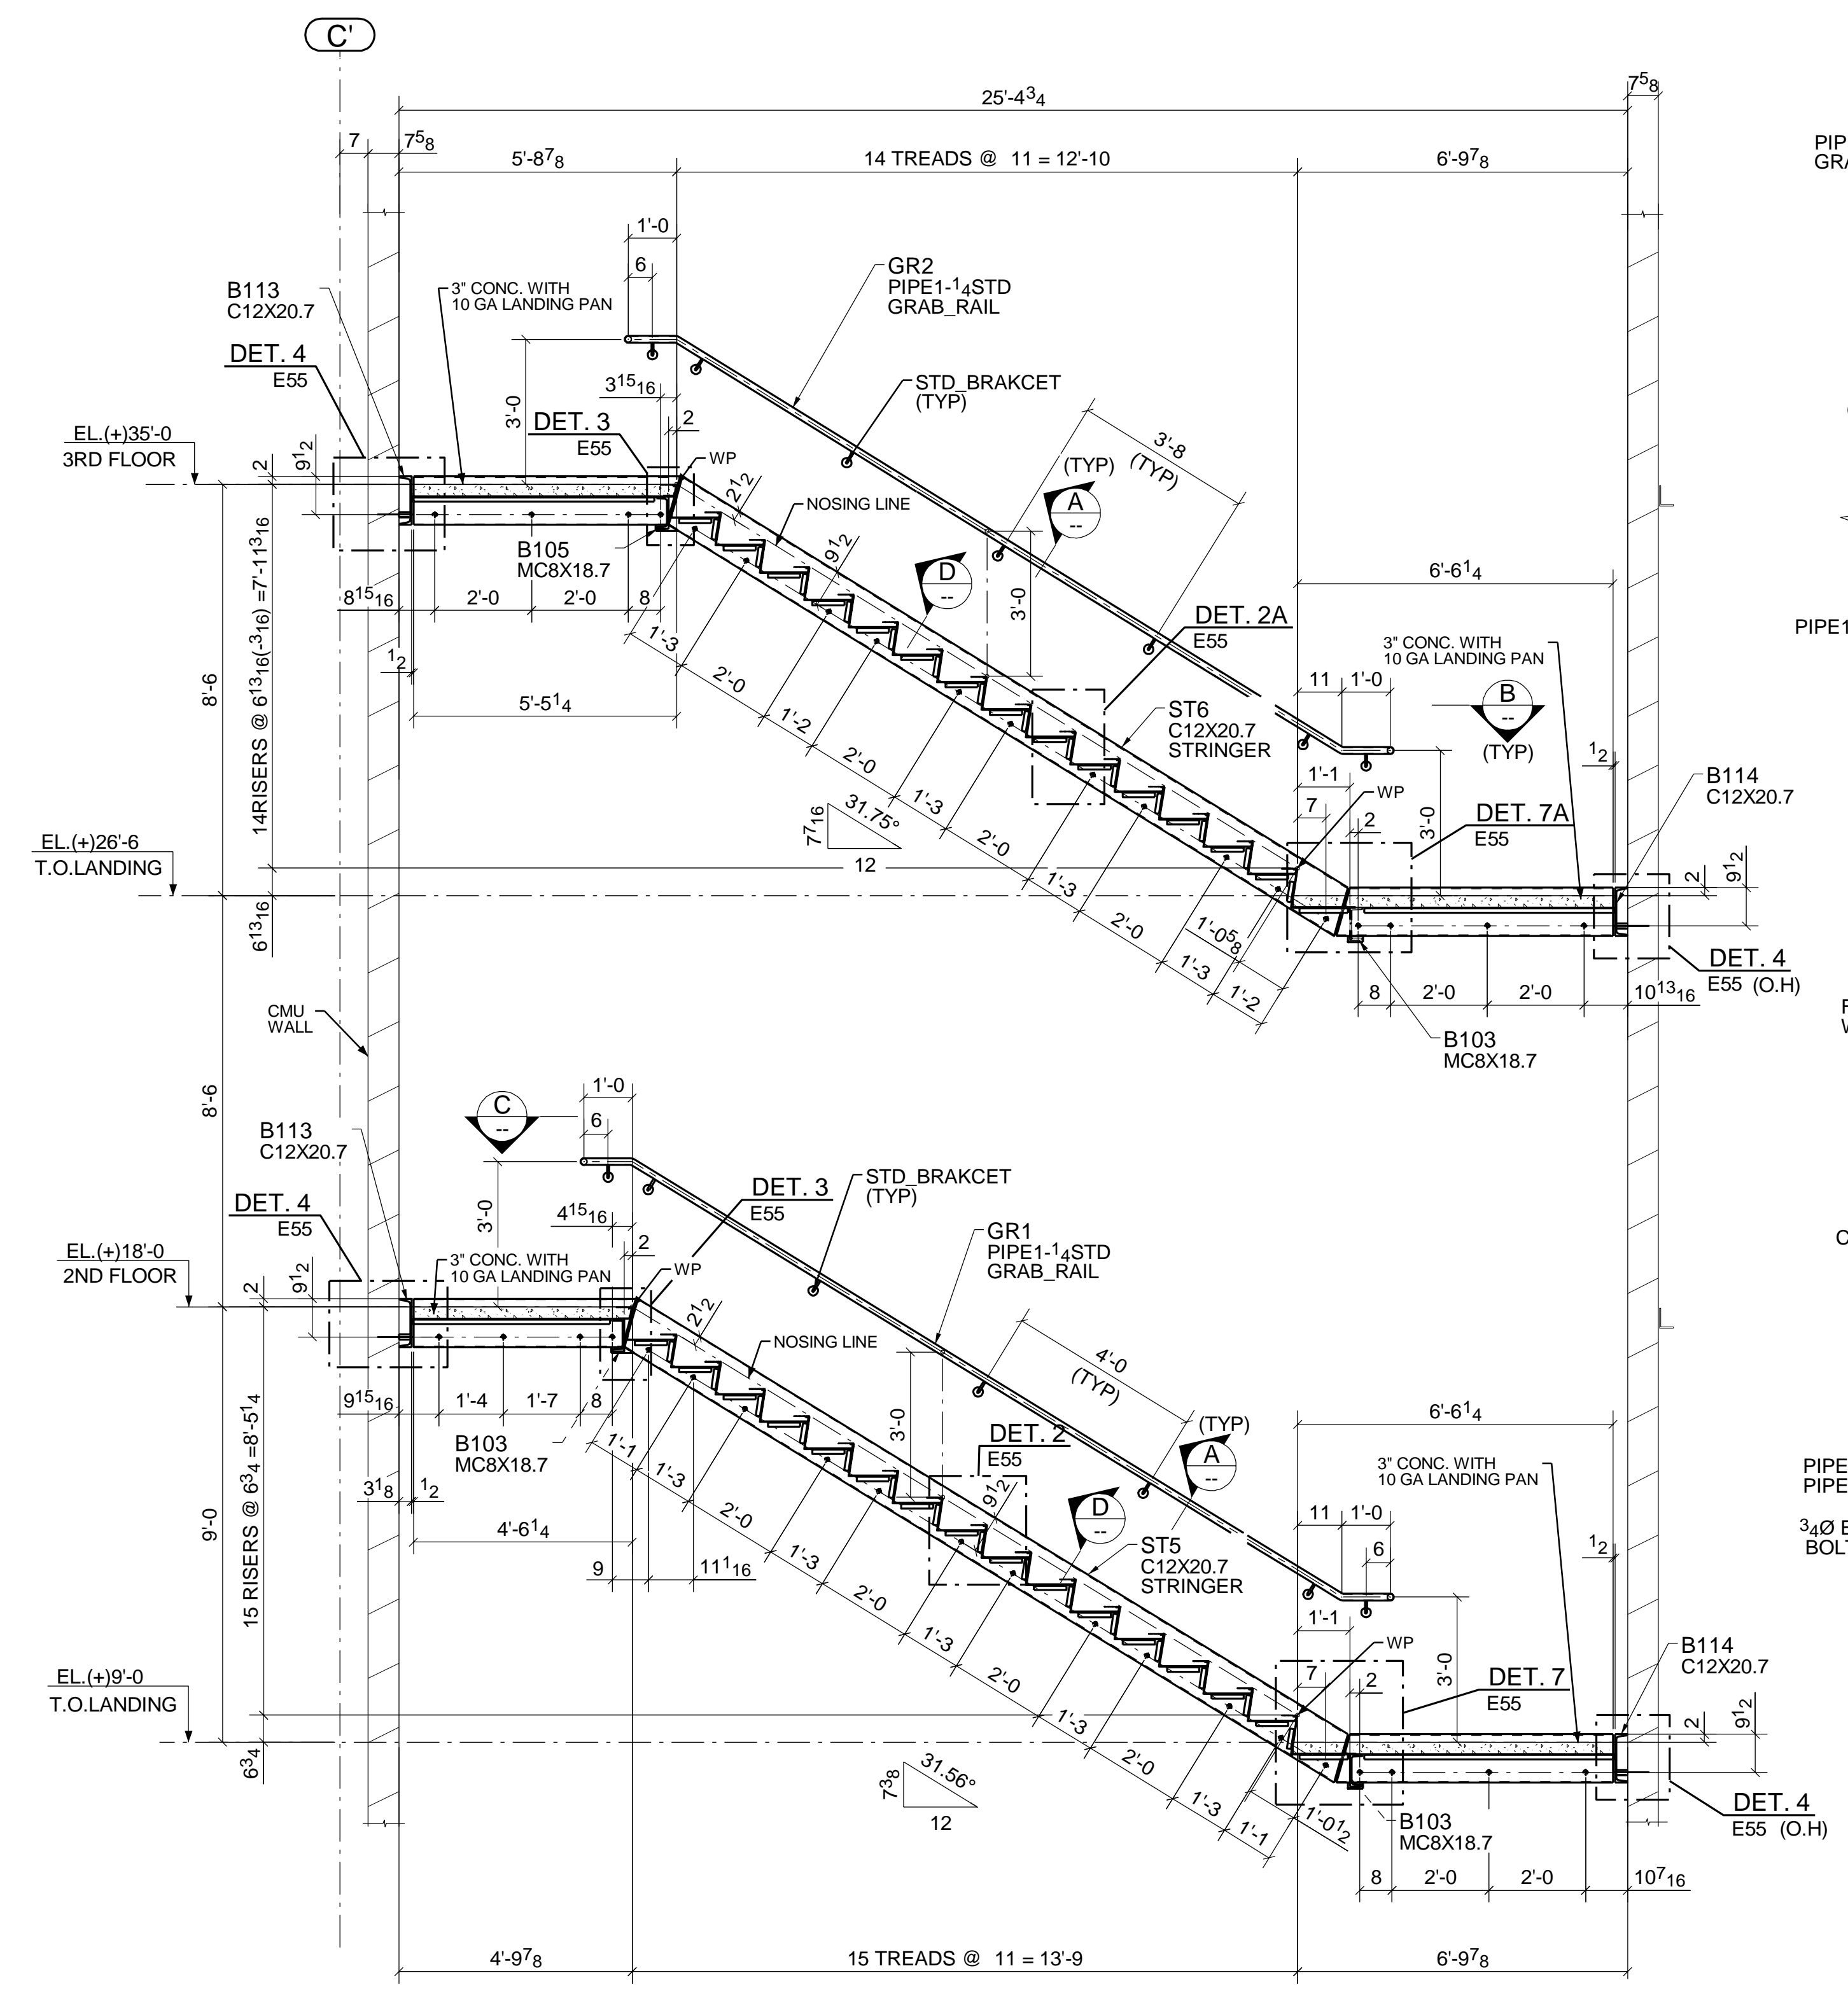 C'
25'-4 3/4
7 5/8
7
7 5/8
5'-8 7/8
14 TREADS @ 11 = 12'-10
6'-9 7/8
PIP
GRA
1'-0
6
GR2
PIPE1-1/4STD
GRAB_RAIL
B113
C12X20.7
3" CONC. WITH
10 GA LANDING PAN
DET. 4
E55
STD_BRAKCET
(TYP)
3 15/16
3'-0
2
DET. 3
E55
3'-8
(TYP)
(TYP)
A
--
EL.(+)35'-0
3RD FLOOR
2
9 1/2
WP
2 1/2
NOSING LINE
B105
MC8X18.7
9 1/2
D
--
3'-0
6'-6 1/4
8 15/16
2'-0
2'-0
8
DET. 2A
E55
3" CONC. WITH
10 GA LANDING PAN
PIPE1
1/2
5'-5 1/4
1'-3
2'-0
1'-2
2'-0
1'-3
2'-0
1'-3
2'-0
1'-3
1'-2
1'-0 5/8
8'-6
14RISERS @ 6 13/16(-3/16) =7'-11 13/16
ST6
C12X20.7
STRINGER
11
1'-0
B
--
(TYP)
1/2
B114
C12X20.7
1'-1
7
WP
2
3'-0
DET. 7A
E55
31.75°
7 7/16
12
EL.(+)26'-6
T.O.LANDING
6 13/16
2
9 1/2
DET. 4
E55 (O.H)
8
2'-0
2'-0
10 13/16
B103
MC8X18.7
CMU
WALL
8'-6
1'-0
6
C
--
B113
C12X20.7
DET. 4
E55
STD_BRAKCET
(TYP)
DET. 3
E55
4 15/16
3'-0
2
GR1
PIPE1-1/4STD
GRAB_RAIL
EL.(+)18'-0
2ND FLOOR
2
9 1/2
3" CONC. WITH
10 GA LANDING PAN
WP
2 1/2
NOSING LINE
4'-0
(TYP)
(TYP)
A
--
3'-0
6'-6 1/4
9 15/16
1'-4
1'-7
8
B103
MC8X18.7
DET. 2
E55
9 1/2
D
--
3" CONC. WITH
10 GA LANDING PAN
PIPE
PIPE
3 1/8
1/2
4'-6 1/4
9
11 1/16
1'-1
1'-3
2'-0
1'-3
2'-0
1'-3
2'-0
1'-3
2'-0
1'-3
1'-1
1'-0 1/2
9'-0
15 RISERS @ 6 3/4 =8'-5 1/4
ST5
C12X20.7
STRINGER
11
1'-0
6
1/2
3/4Ø
BOL
1'-1
7
WP
2
3'-0
B114
C12X20.7
DET. 7
E55
EL.(+)9'-0
T.O.LANDING
6 3/4
2
9 1/2
31.56°
7 3/8
12
DET. 4
E55 (O.H)
B103
MC8X18.7
8
2'-0
2'-0
10 7/16
4'-9 7/8
15 TREADS @ 11 = 13'-9
6'-9 7/8